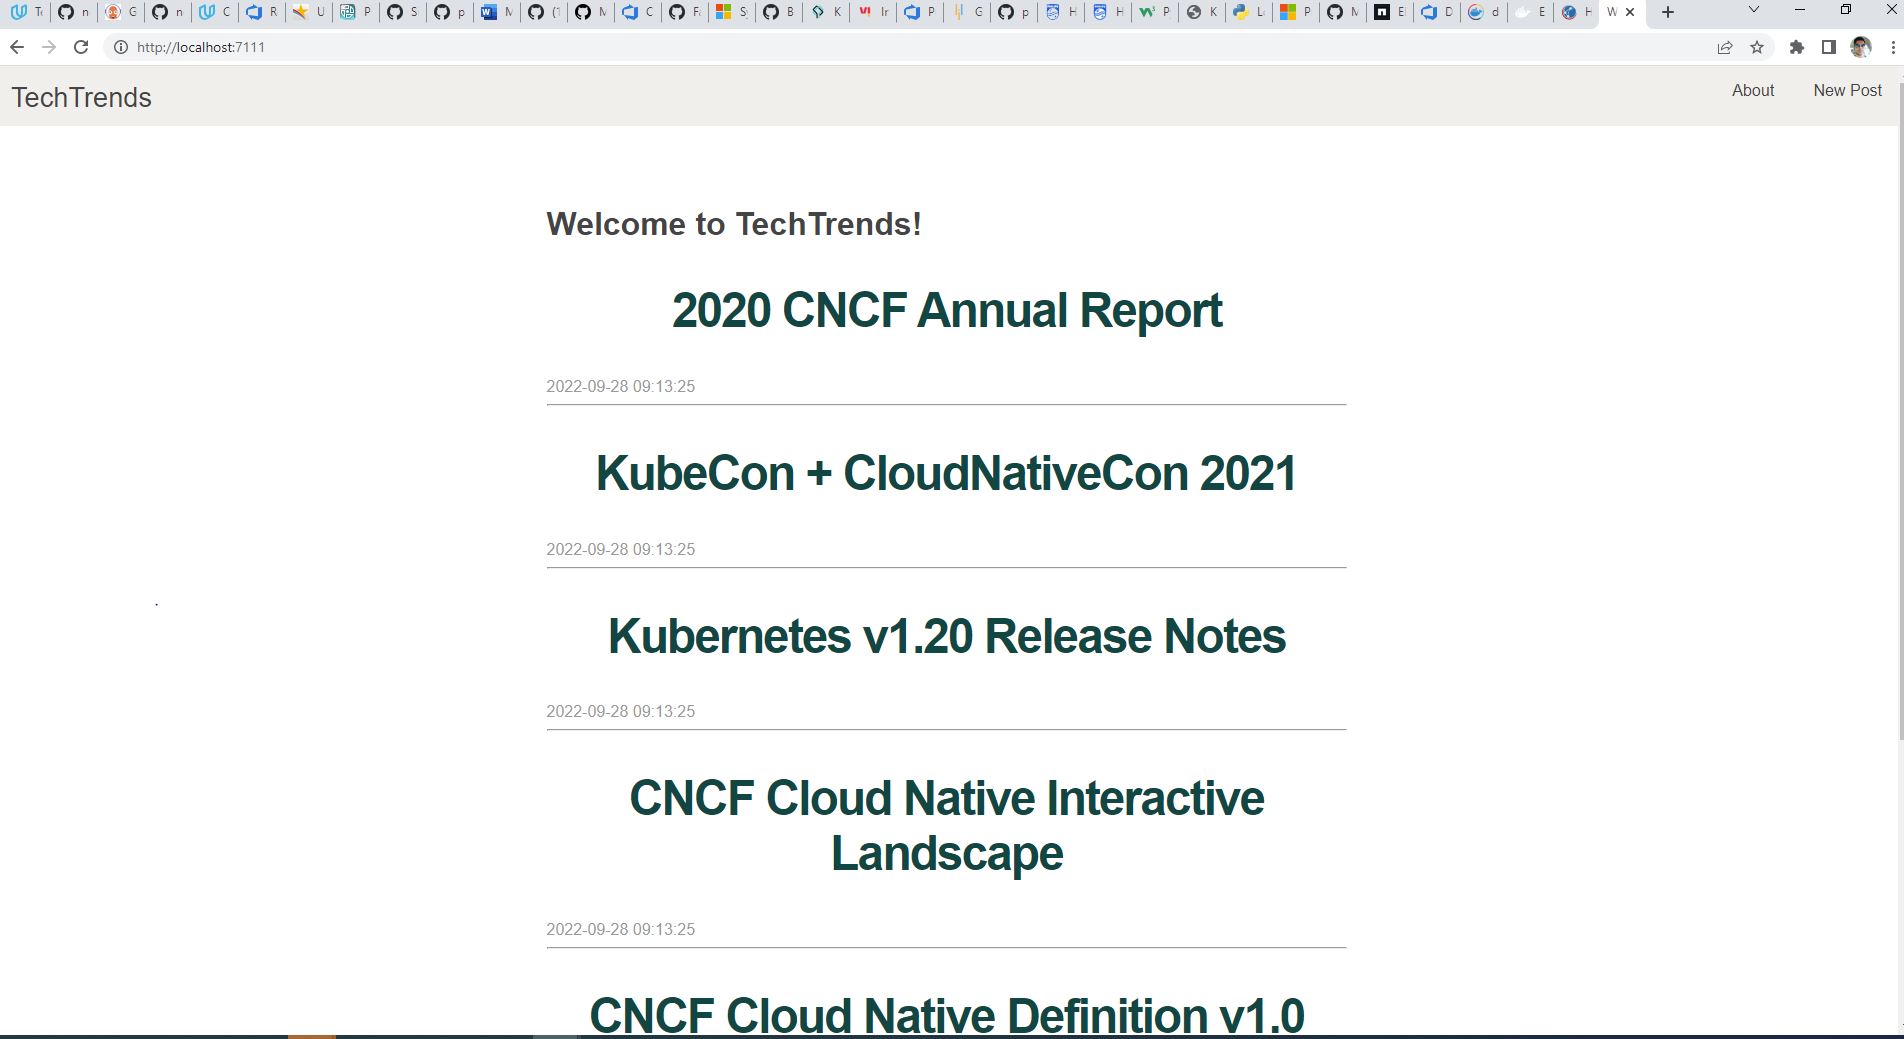 http://localhost:7111
TechTrends
About
New Post
Welcome to TechTrends!
2020 CNCF Annual Report
2022-09-28 09:13:25
KubeCon + CloudNativeCon 2021
2022-09-28 09:13:25
Kubernetes v1.20 Release Notes
2022-09-28 09:13:25
CNCF Cloud Native Interactive
Landscape
2022-09-28 09:13:25
CNCF Cloud Native Definition v1.0